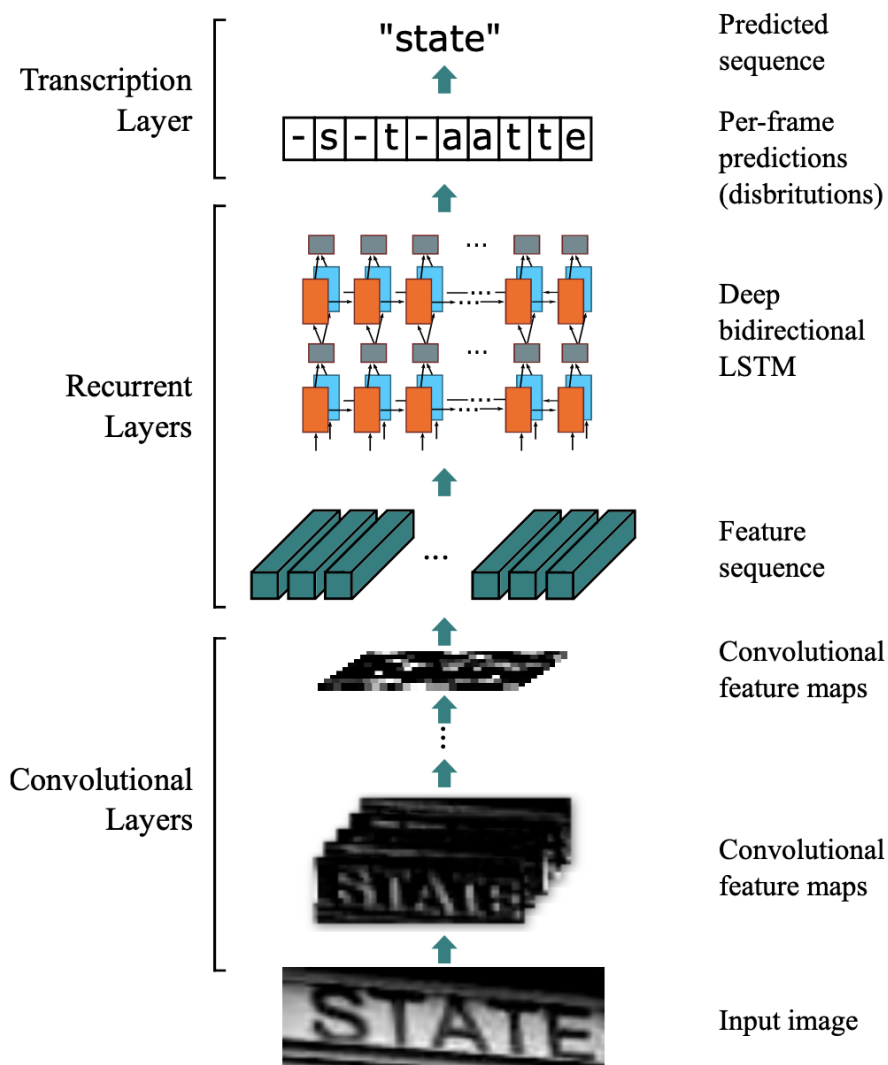 "state"
Predicted
sequence
Transcription
Layer
- s - t - a a t t e
Per-frame
predictions
(disbritutions)
...
...
Deep
bidirectional
LSTM
...
...
...
Recurrent
Layers
...
Feature
sequence
Convolutional
feature maps
...
Convolutional
Layers
STATE
Convolutional
feature maps
STATE
Input image